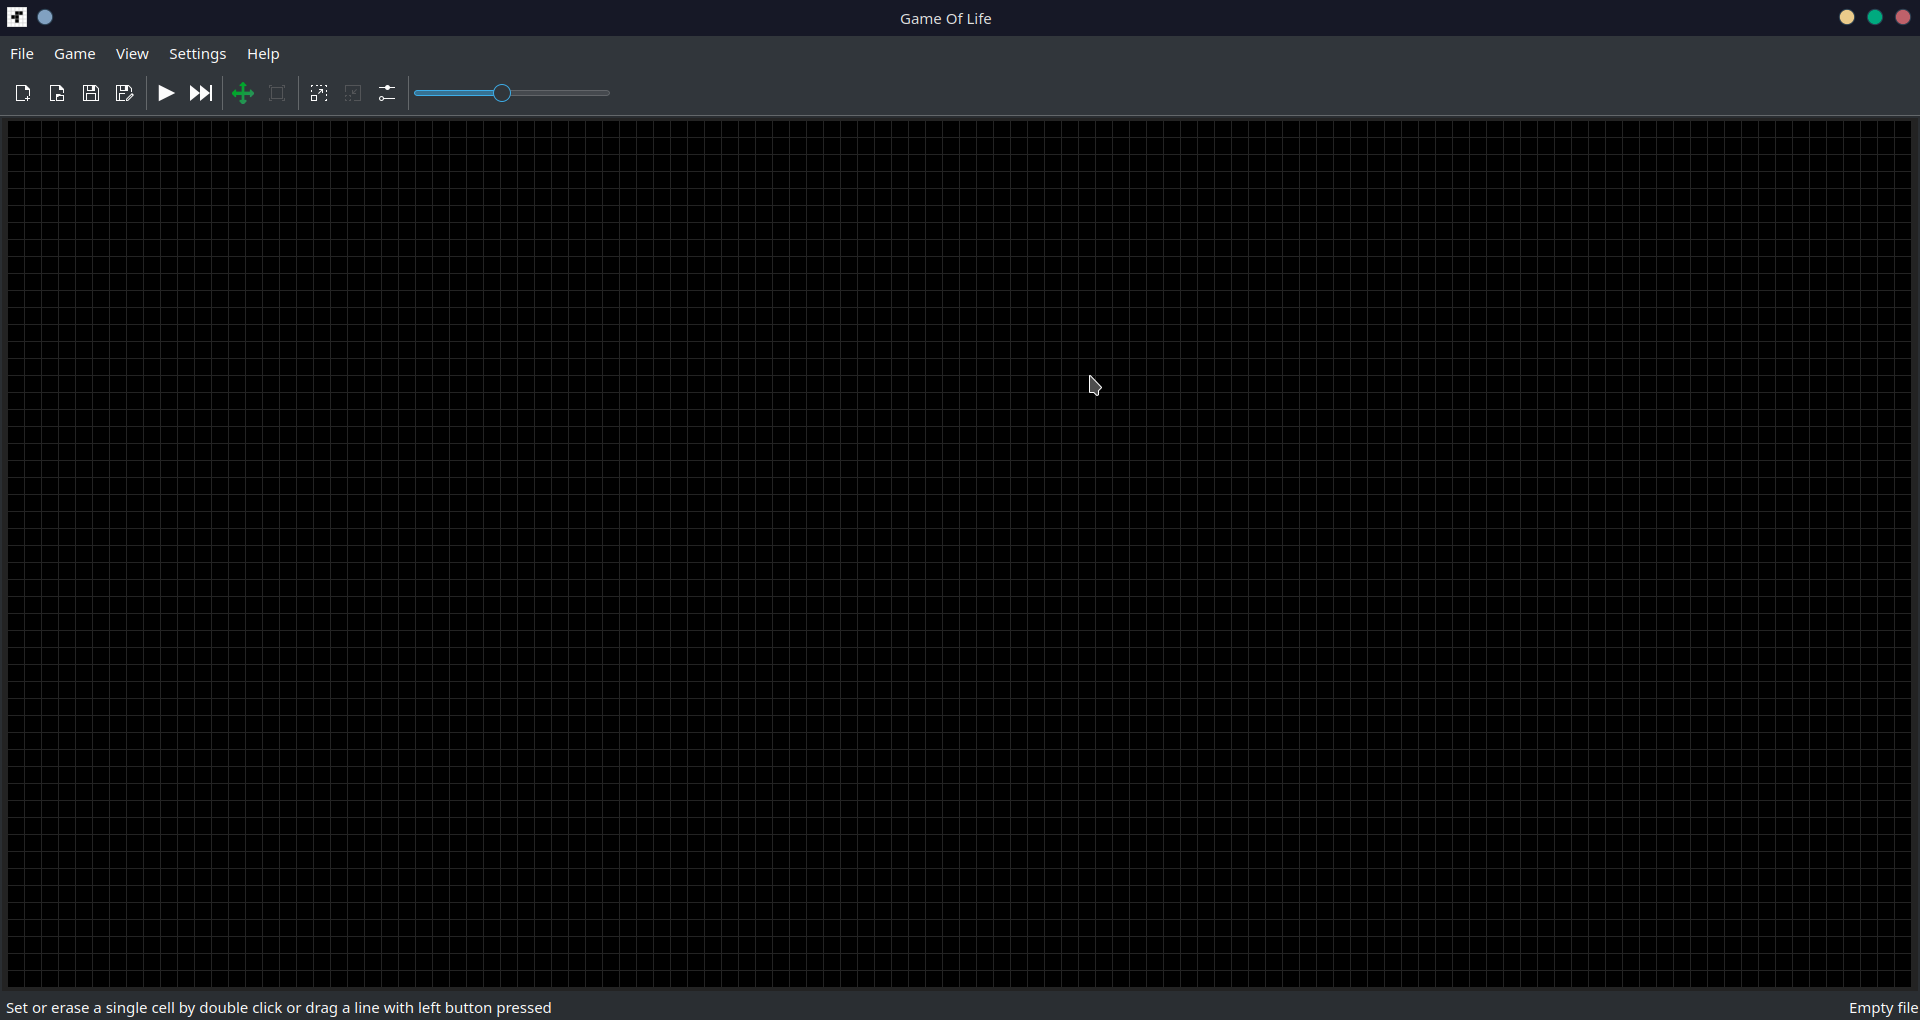 Game Of Life
File Game View Settings Help
Set or erase a single cell by double click or drag a line with left button pressed
Empty file